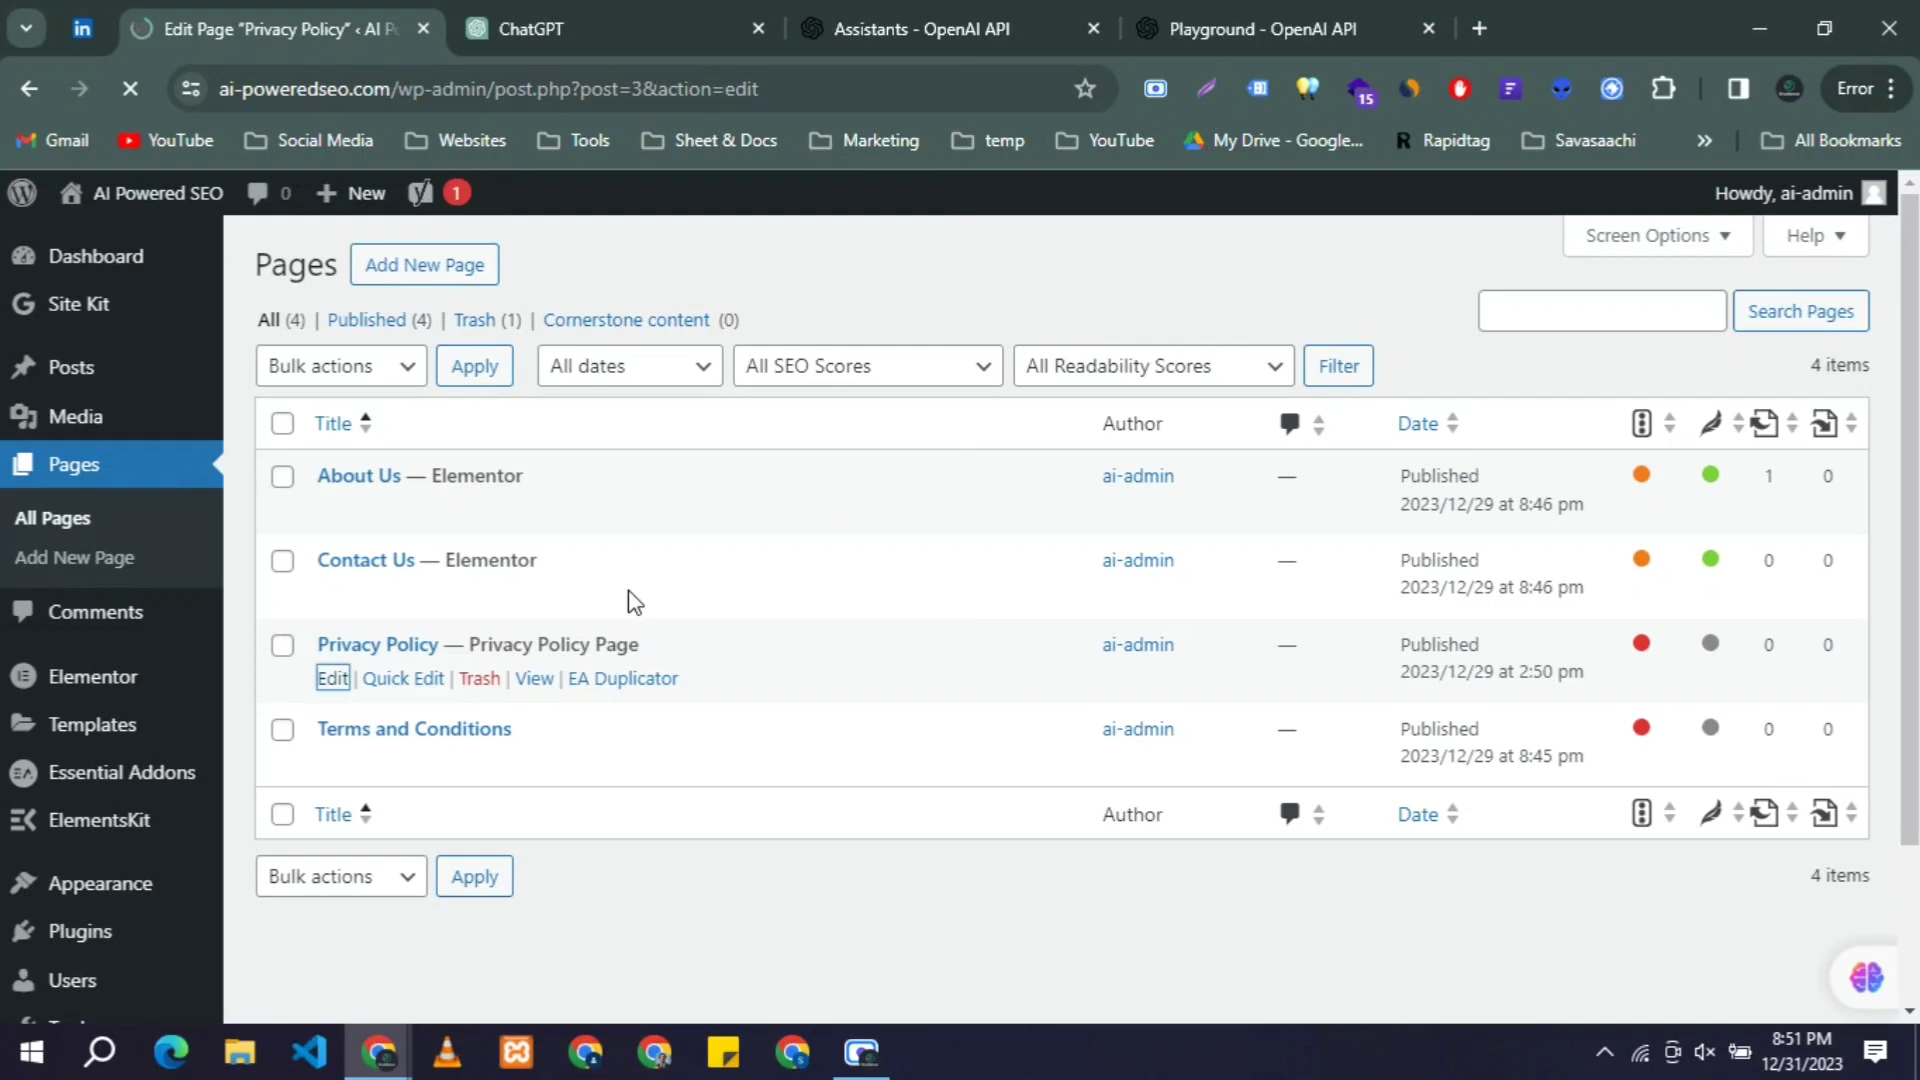 Edit Page "Privacy Policy" ‹ AI Po
ChatGPT
Assistants - OpenAI API
Playground - OpenAI API
ai-poweredseo.com/wp-admin/post.php?post=3&action=edit
15
Error
Gmail
YouTube
Social Media
Websites
Tools
Sheet & Docs
Marketing
temp
YouTube
My Drive - Google...
Rapidtag
Savasaachi
»
All Bookmarks
AI Powered SEO
0
New
1
Howdy, ai-admin
Dashboard
Site Kit
Posts
Media
Pages
All Pages
Add New Page
Comments
Elementor
Templates
Essential Addons
ElementsKit
Appearance
Plugins
Users
Screen Options
Help
Pages
Add New Page
All (4) | Published (4) | Trash (1) | Cornerstone content (0)
Search Pages
Bulk actions
Apply
All dates
All SEO Scores
All Readability Scores
Filter
4 items
Title
Author
Date
About Us — Elementor
ai-admin
—
Published
2023/12/29 at 8:46 pm
1
0
Contact Us — Elementor
ai-admin
—
Published
2023/12/29 at 8:46 pm
0
0
Privacy Policy — Privacy Policy Page
Edit | Quick Edit | Trash | View | EA Duplicator
ai-admin
—
Published
2023/12/29 at 2:50 pm
0
0
Terms and Conditions
ai-admin
—
Published
2023/12/29 at 8:45 pm
0
0
Title
Author
Date
Bulk actions
Apply
4 items
8:51 PM
12/31/2023